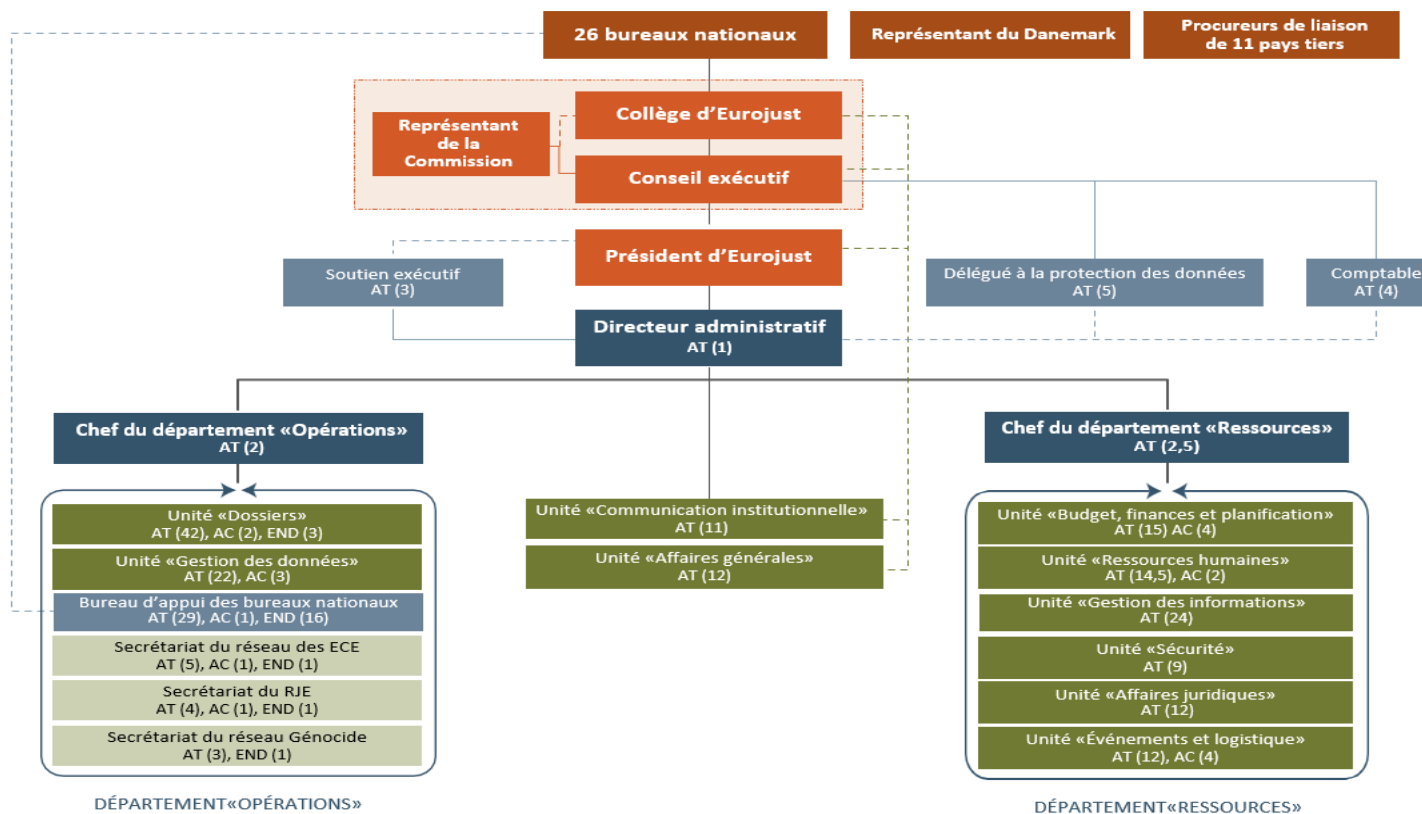 26 bureaux nationaux
Représentant du Danemark
Procureurs de liaison
de 11 pays tiers
Collège d’Eurojust
Représentant
de la
Commission
Conseil exécutif
Président d’Eurojust
Soutien exécutif
AT (3)
Délégué à la protection des données
AT (5)
Comptable
AT (4)
Directeur administratif
AT (1)
Chef du département «Opérations»
AT (2)
Chef du département «Ressources»
AT (2,5)
Unité «Dossiers»
AT (42), AC (2), END (3)
Unité «Gestion des données»
AT (22), AC (3)
Bureau d’appui des bureaux nationaux
AT (29), AC (1), END (16)
Secrétariat du réseau des ECE
AT (5), AC (1), END (1)
Secrétariat du RJE
AT (4), AC (1), END (1)
Secrétariat du réseau Génocide
AT (3), END (1)
DÉPARTEMENT«OPÉRATIONS»
Unité «Communication institutionnelle»
AT (11)
Unité «Affaires générales»
AT (12)
Unité «Budget, finances et planification»
AT (15) AC (4)
Unité «Ressources humaines»
AT (14,5), AC (2)
Unité «Gestion des informations»
AT (24)
Unité «Sécurité»
AT (9)
Unité «Affaires juridiques»
AT (12)
Unité «Événements et logistique»
AT (12), AC (4)
DÉPARTEMENT«RESSOURCES»